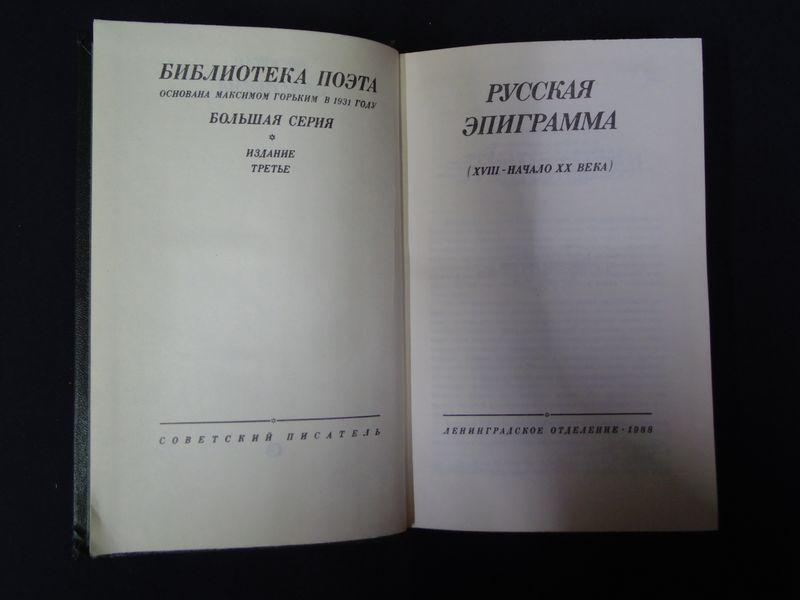 БИБЛИОТЕКА ПОЭТА
ОСНОВАНА МАКСИМОМ ГОРЬКИМ В 1931 ГОДУ
БОЛЬШАЯ СЕРИЯ
ИЗДАНИЕ
ТРЕТЬЕ
СОВЕТСКИЙ ПИСАТЕЛЬ
РУССКАЯ
ЭПИГРАММА
(XVIII - НАЧАЛО XX ВЕКА)
ЛЕНИНГРАДСКОЕ ОТДЕЛЕНИЕ · 1988